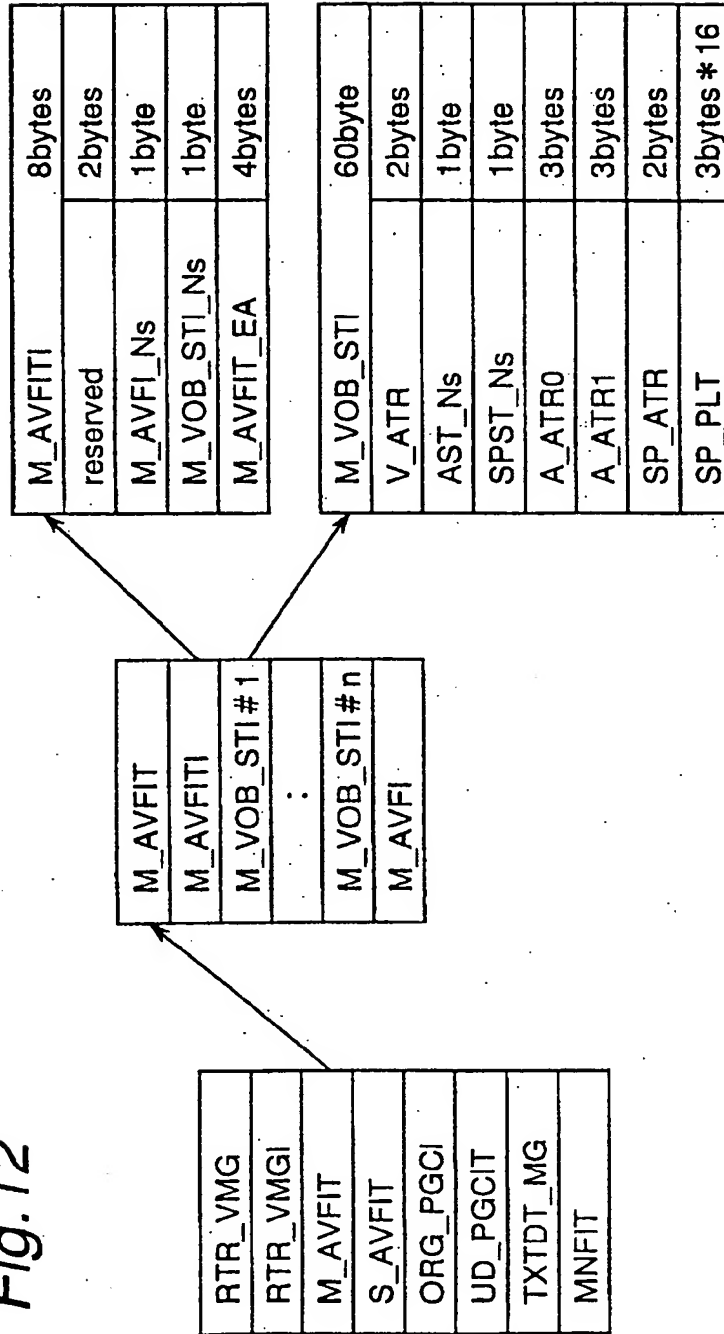 Fig.12
RTR_VMG
RTR_VMGI
M_AVFIT
S_AVFIT
ORG_PGCI
UD_PGCIT
TXTDT_MG
MNFIT
M_AVFIT
M_AVFITI
M_VOB_STI#1
:
M_VOB_STI#n
M_AVFI
M_AVFITI 8bytes
reserved 2bytes
M_AVFI_Ns 1byte
M_VOB_STI_Ns 1byte
M_AVFIT_EA 4bytes
M_VOB_STI 60byte
V_ATR 2bytes
AST_Ns 1byte
SPST_Ns 1byte
A_ATR0 3bytes
A_ATR1 3bytes
SP_ATR 2bytes
SP_PLT 3bytes*16